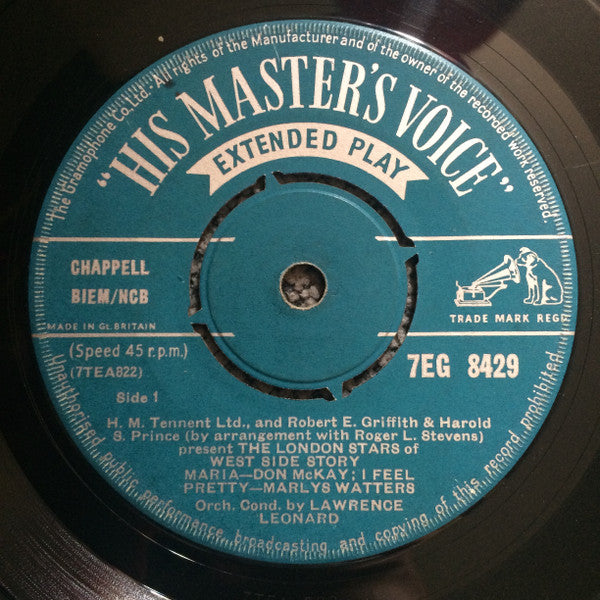 The Gramophone Co. Ltd. All rights of the Manufacturer and of the owner of the recorded work reserved.
"HIS MASTER'S VOICE"
EXTENDED PLAY
CHAPPELL
BIEM/NCB
MADE IN GT. BRITAIN
TRADE MARK REGD
(Speed 45 r.p.m.)
(7TEA822)
7EG 8429
Side 1
H. M. Tennent Ltd., and Robert E. Griffith & Harold
S. Prince (by arrangement with Roger L. Stevens)
present THE LONDON STARS of
WEST SIDE STORY
MARIA—DON McKAY; I FEEL
PRETTY—MARLYS WATTERS
Orch. Cond. by LAWRENCE
LEONARD
Unauthorised public performance, broadcasting and copying of this record prohibited